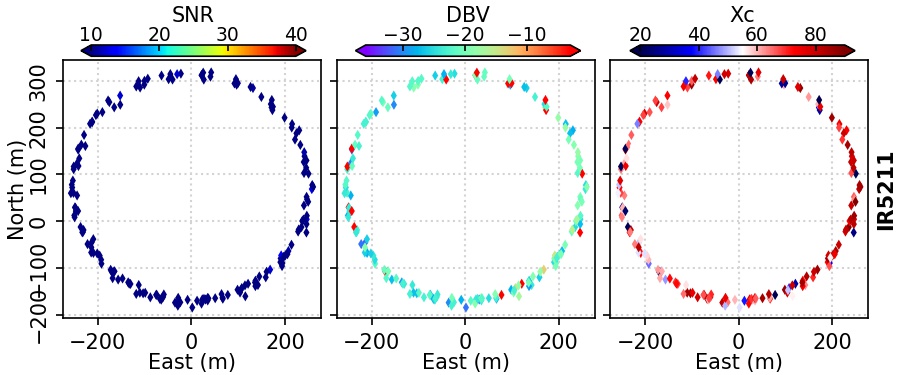 SNR DBV Xc
10 20 30 40 −30 −20 −10 20 40 60 80
North (m)
300
200
100
0
−100
−200
IR5211
−200 0 200 −200 0 200 −200 0 200
East (m) East (m) East (m)